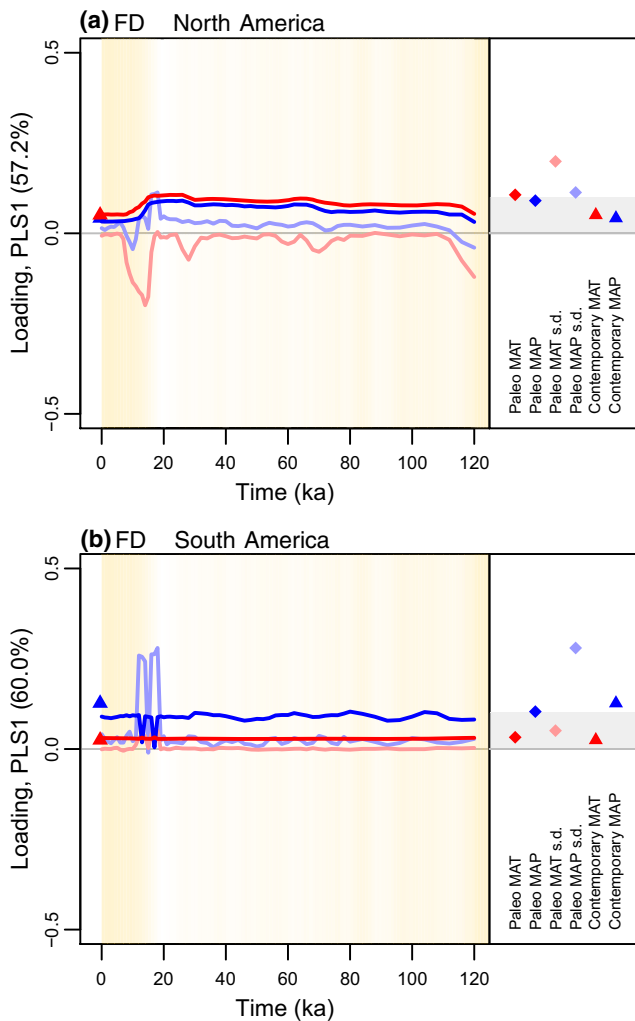 (a) FD North America
Loading, PLS1 (57.2%)
0.5
0.0
−0.5
0 20 40 60 80 100 120
Time (ka)
Paleo MAT
Paleo MAP
Paleo MAT s.d.
Paleo MAP s.d.
Contemporary MAT
Contemporary MAP
(b) FD South America
Loading, PLS1 (60.0%)
0.5
0.0
−0.5
0 20 40 60 80 100 120
Time (ka)
Paleo MAT
Paleo MAP
Paleo MAT s.d.
Paleo MAP s.d.
Contemporary MAT
Contemporary MAP